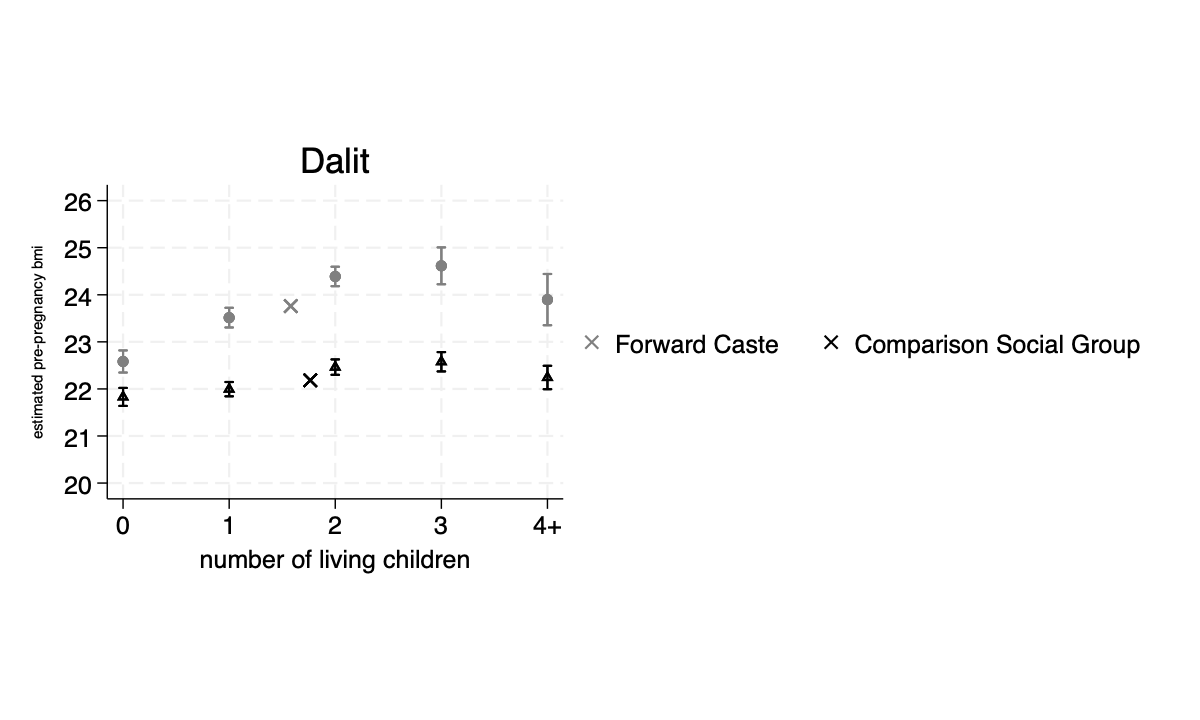 Dalit
26
25
24
23
22
21
20
estimated pre-pregnancy bmi
0 1 2 3 4+
number of living children
Forward Caste
Comparison Social Group